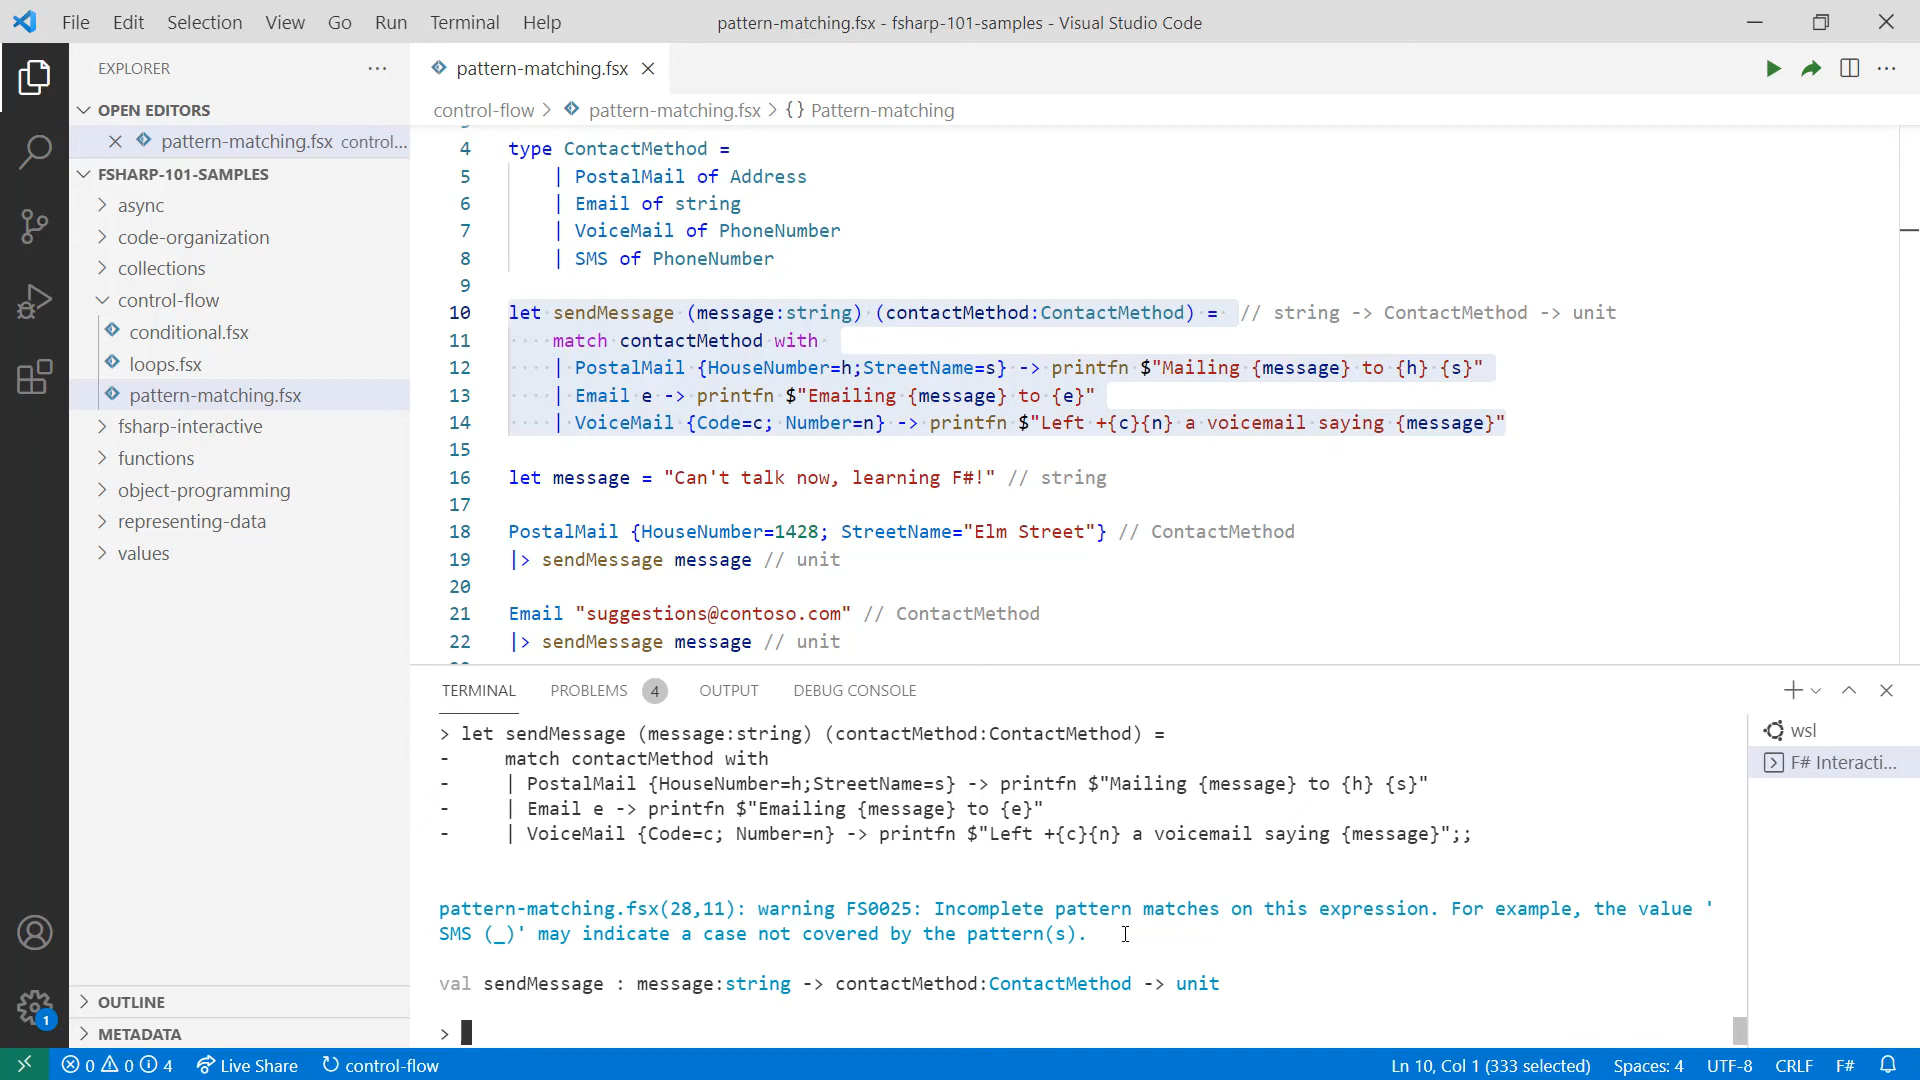 File Edit Selection View Go Run Terminal Help
pattern-matching.fsx - fsharp-101-samples - Visual Studio Code
EXPLORER
OPEN EDITORS
pattern-matching.fsx control...
FSHARP-101-SAMPLES
async
code-organization
collections
control-flow
conditional.fsx
loops.fsx
pattern-matching.fsx
fsharp-interactive
functions
object-programming
representing-data
values
OUTLINE
METADATA
1
pattern-matching.fsx
control-flow > pattern-matching.fsx > {} Pattern-matching
4 type ContactMethod =
5 | PostalMail of Address
6 | Email of string
7 | VoiceMail of PhoneNumber
8 | SMS of PhoneNumber
9
10 let sendMessage (message:string) (contactMethod:ContactMethod) = // string -> ContactMethod -> unit
11 match contactMethod with
12 | PostalMail {HouseNumber=h;StreetName=s} -> printfn $"Mailing {message} to {h} {s}"
13 | Email e -> printfn $"Emailing {message} to {e}"
14 | VoiceMail {Code=c; Number=n} -> printfn $"Left +{c}{n} a voicemail saying {message}"
15
16 let message = "Can't talk now, learning F#!" // string
17
18 PostalMail {HouseNumber=1428; StreetName="Elm Street"} // ContactMethod
19 |> sendMessage message // unit
20
21 Email "suggestions@contoso.com" // ContactMethod
22 |> sendMessage message // unit
TERMINAL PROBLEMS 4 OUTPUT DEBUG CONSOLE
> let sendMessage (message:string) (contactMethod:ContactMethod) =
- match contactMethod with
- | PostalMail {HouseNumber=h;StreetName=s} -> printfn $"Mailing {message} to {h} {s}"
- | Email e -> printfn $"Emailing {message} to {e}"
- | VoiceMail {Code=c; Number=n} -> printfn $"Left +{c}{n} a voicemail saying {message}";;
pattern-matching.fsx(28,11): warning FS0025: Incomplete pattern matches on this expression. For example, the value '
SMS (_)' may indicate a case not covered by the pattern(s).
val sendMessage : message:string -> contactMethod:ContactMethod -> unit
>
wsl
F# Interacti...
0 0 4 Live Share control-flow
Ln 10, Col 1 (333 selected) Spaces: 4 UTF-8 CRLF F#